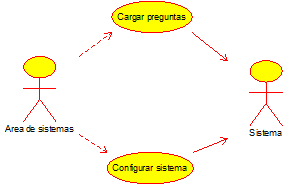 Cargar preguntas
Area de sistemas
Sistema
Configurar sistema